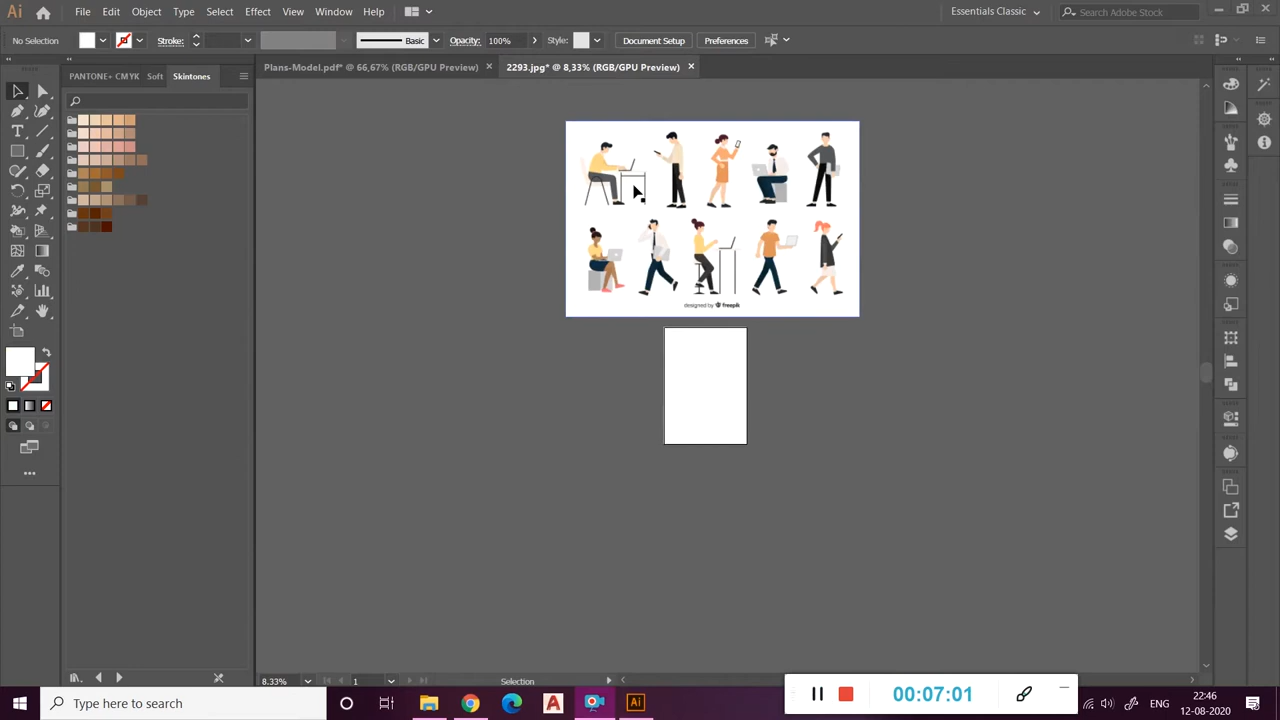 Ai File Edit Object Type Select Effect View Window Help Essentials Classic Search Adobe Stock
No Selection Stroke: Basic Opacity: 100% Style: Document Setup Preferences
PANTONE+ CMYK Soft Skintones Plans-Model.pdf* @ 66,67% (RGB/GPU Preview) × 2293.jpg* @ 8,33% (RGB/GPU Preview) ×
designed by freepik
8.33% 1 Selection
Type here to search A Ai 00:07:01 ENG 22:46
12-08-2020